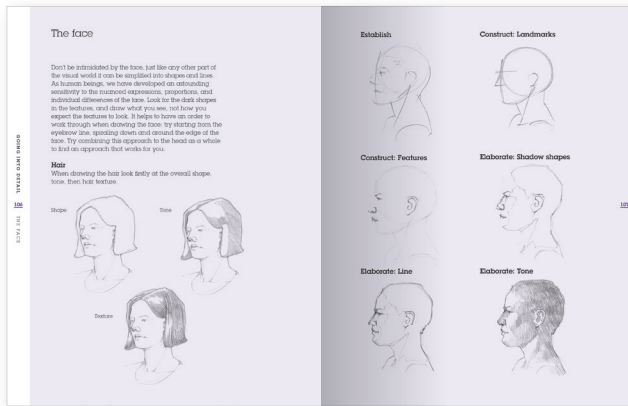 The face
Don't be intimidated by the face, just like any other part of
the visual world it can be simplified into shapes and lines.
As human beings, we have developed an astounding
sensitivity to the nuanced expressions, proportions, and
individual differences of the face. Look for the dark shapes
in the features, and draw what you see, not how you
expect the features to look. It helps to have an order to
work through when drawing the face: try starting from the
eyebrow line, spiraling down and around the edge of the
face. Try combining this approach to the head as a whole
to find an approach that works for you.
Hair
When drawing the hair look firstly at the overall shape,
tone, then hair texture.
Shape
Tone
Texture
GOING INTO DETAIL
106
THE FACE
Establish
Construct: Landmarks
Construct: Features
Elaborate: Shadow shapes
Elaborate: Line
Elaborate: Tone
107